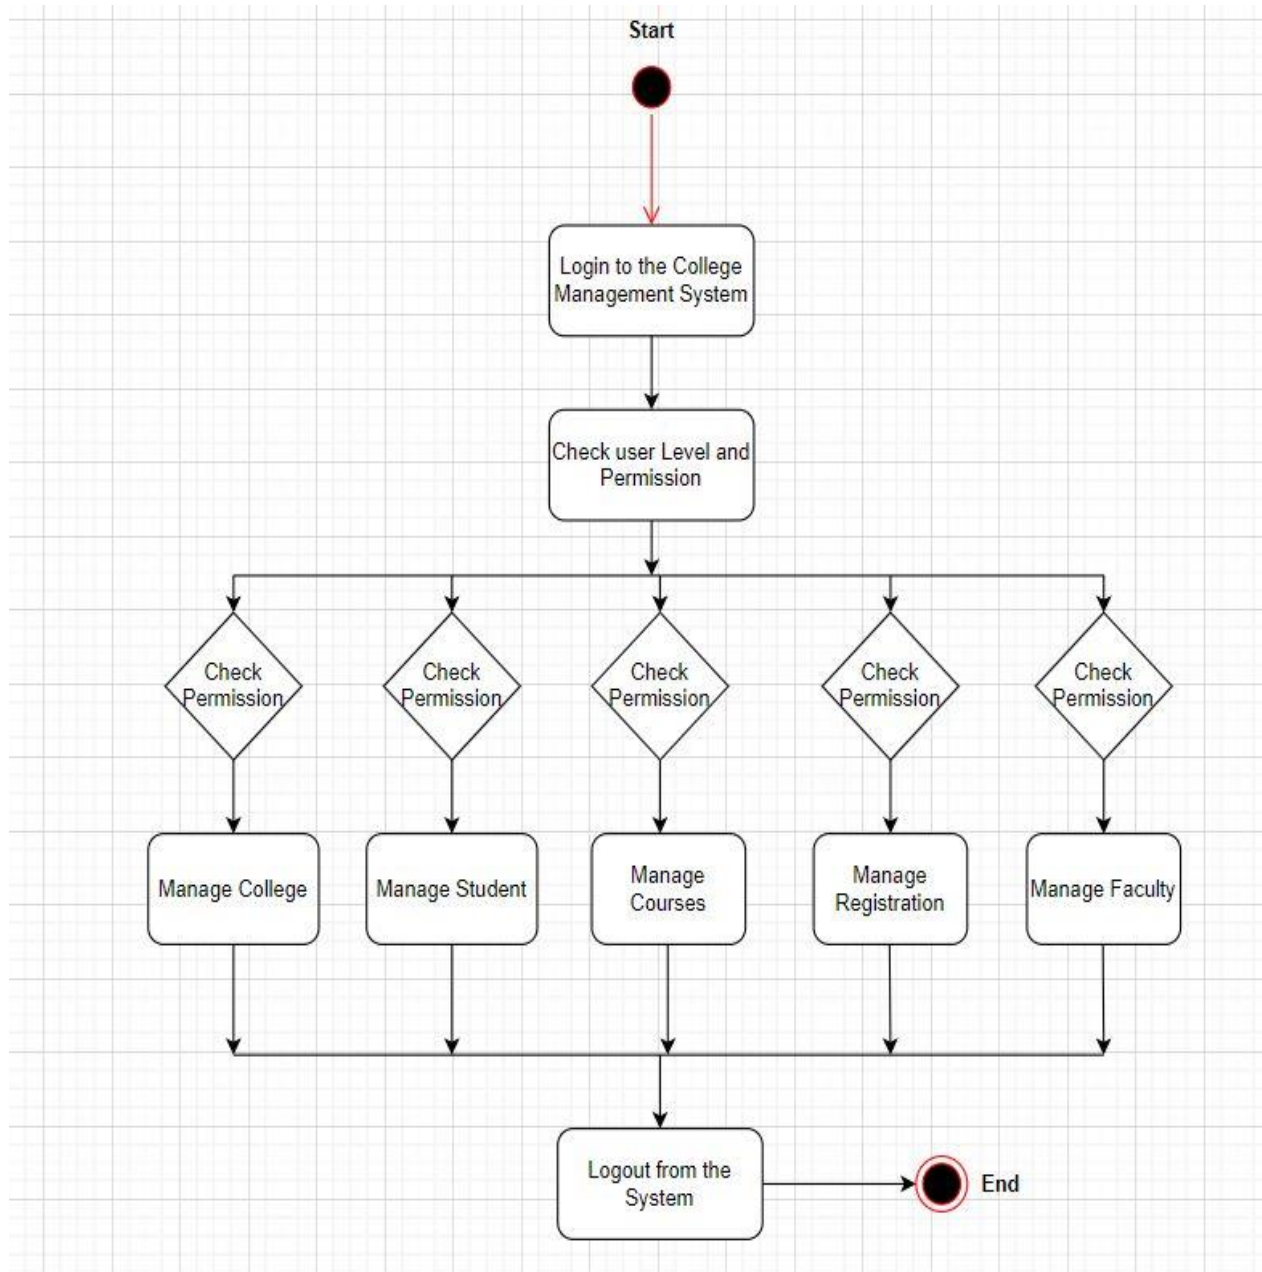 Start
Login to the College
Management System
Check user Level and
Permission
Check
Permission
Check
Permission
Check
Permission
Check
Permission
Check
Permission
Manage College
Manage Student
Manage
Courses
Manage
Registration
Manage Faculty
Logout from the
System
End